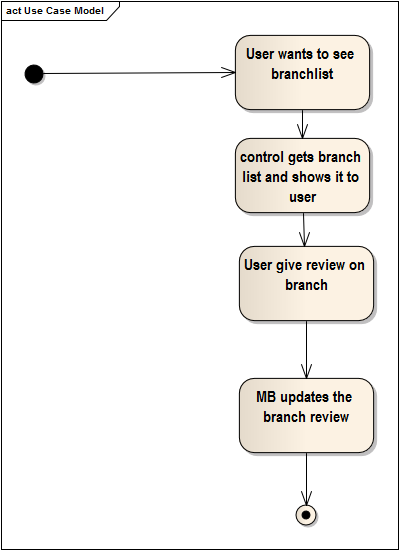 act Use Case Model
User wants to see
branchlist
control gets branch
list and shows it to
user
User give review on
branch
MB updates the
branch review